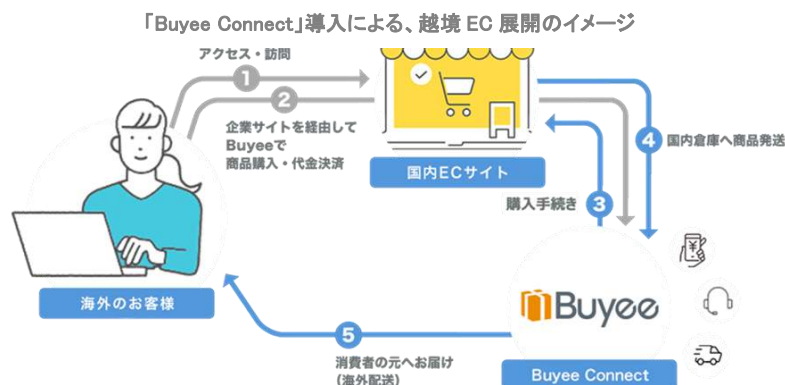 「Buyee Connect」導入による、越境 EC 展開のイメージ
アクセス・訪問
1
2
企業サイトを経由して
Buyeeで
商品購入・代金決済
国内ECサイト
4
国内倉庫へ商品発送
購入手続き
3
海外のお客様
Buyee
5
消費者の元へお届け
(海外配送)
Buyee Connect